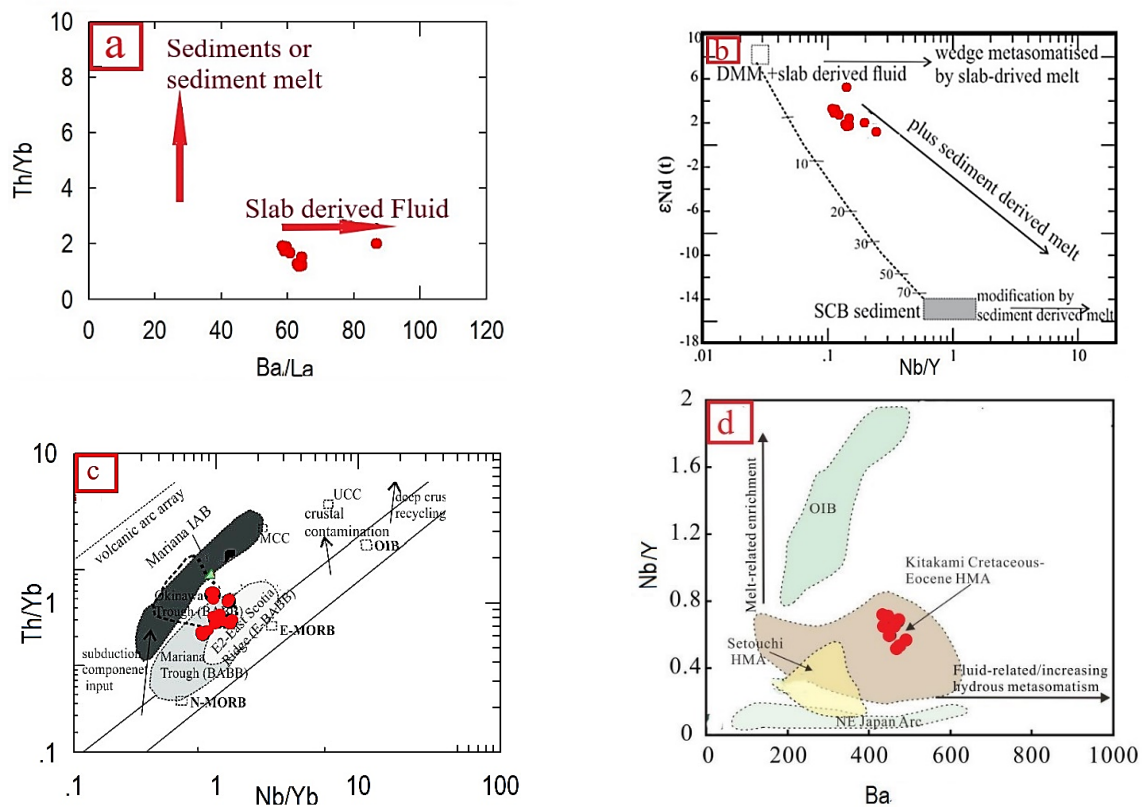 a
Sediments or
sediment melt
Slab derived Fluid
10
8
6
4
2
0
Th/Yb
0
20
40
60
80
100
120
Ba/La
b
wedge metasomatised
DMM +slab derived fluid
by slab-drived melt
plus sediment derived melt
10
20
30
50
70
SCB sediment
modification by
sediment derived melt
6
2
-2
-6
-10
-14
-18
εNd (t)
.01
.1
1
10
Nb/Y
c
volcanic arc array
Mariana IAB
UCC
crustal
contamination
deep crus
recycling
MCC
OIB
Okinawa
Trough (BABB)
E2-East Scotia
Ridge (E-BABB)
E-MORB
subduction
componenet
input
Mariana
Trough (BABB)
N-MORB
10
1
.1
Th/Yb
.1
1
10
100
Nb/Yb
d
Melt-related enrichment
OIB
Kitakami Cretaceous-
Eocene HMA
Setouchi
HMA
Fluid-related/increasing
hydrous metasomatism
NE Japan Arc
2
1.6
1.2
0.8
0.4
0
Nb/Y
0
200
400
600
800
1000
Ba